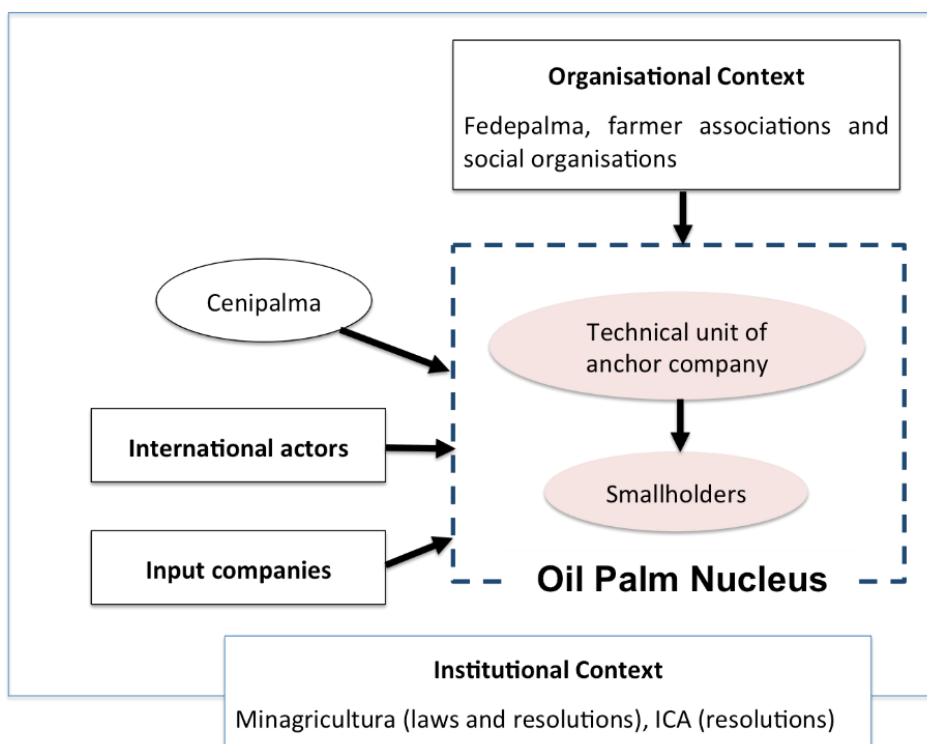 Organisational Context
Fedepalma, farmer associations and
social organisations
Cenipalma
Technical unit of
anchor company
International actors
Smallholders
Input companies
Oil Palm Nucleus
Institutional Context
Minagricultura (laws and resolutions), ICA (resolutions)